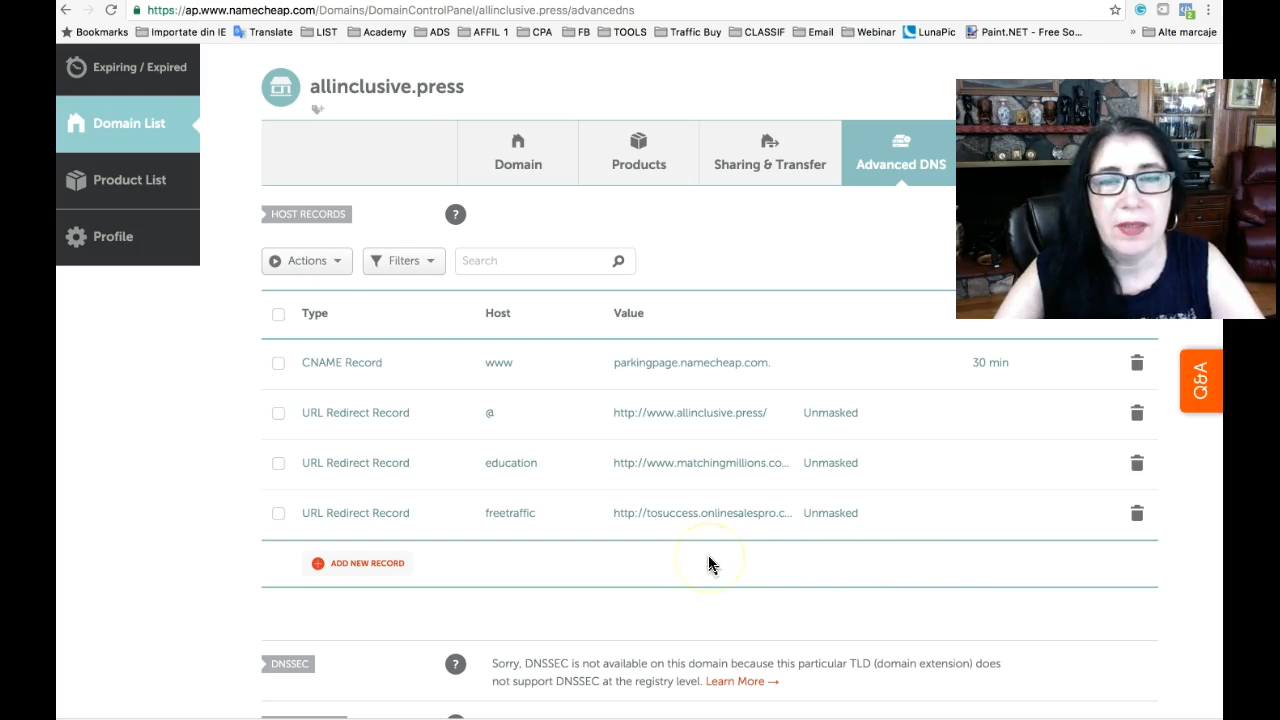 https://ap.www.namecheap.com/Domains/DomainControlPanel/allinclusive.press/advancedns
Bookmarks Importate din IE Translate LIST Academy ADS AFFIL 1 CPA FB TOOLS Traffic Buy CLASSIF Email Webinar LunaPic Paint.NET - Free So... » Alte marcaje
Expiring / Expired
Domain List
Product List
Profile
allinclusive.press
Domain Products Sharing & Transfer Advanced DNS
HOST RECORDS ?
Actions Filters Search
Type Host Value
CNAME Record www parkingpage.namecheap.com. 30 min
URL Redirect Record @ http://www.allinclusive.press/ Unmasked
URL Redirect Record education http://www.matchingmillions.co... Unmasked
URL Redirect Record freetraffic http://tosuccess.onlinesalespro.c... Unmasked
ADD NEW RECORD
Q&A
DNSSEC ? Sorry, DNSSEC is not available on this domain because this particular TLD (domain extension) does
not support DNSSEC at the registry level. Learn More →